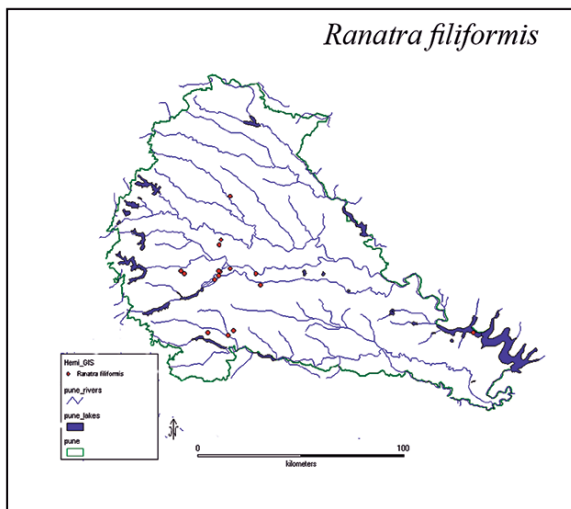 Ranatra filiformis
Hemi_GIS
Ranatra filiformis
pune_rivers
pune_lakes
pune
0 100
kilometers